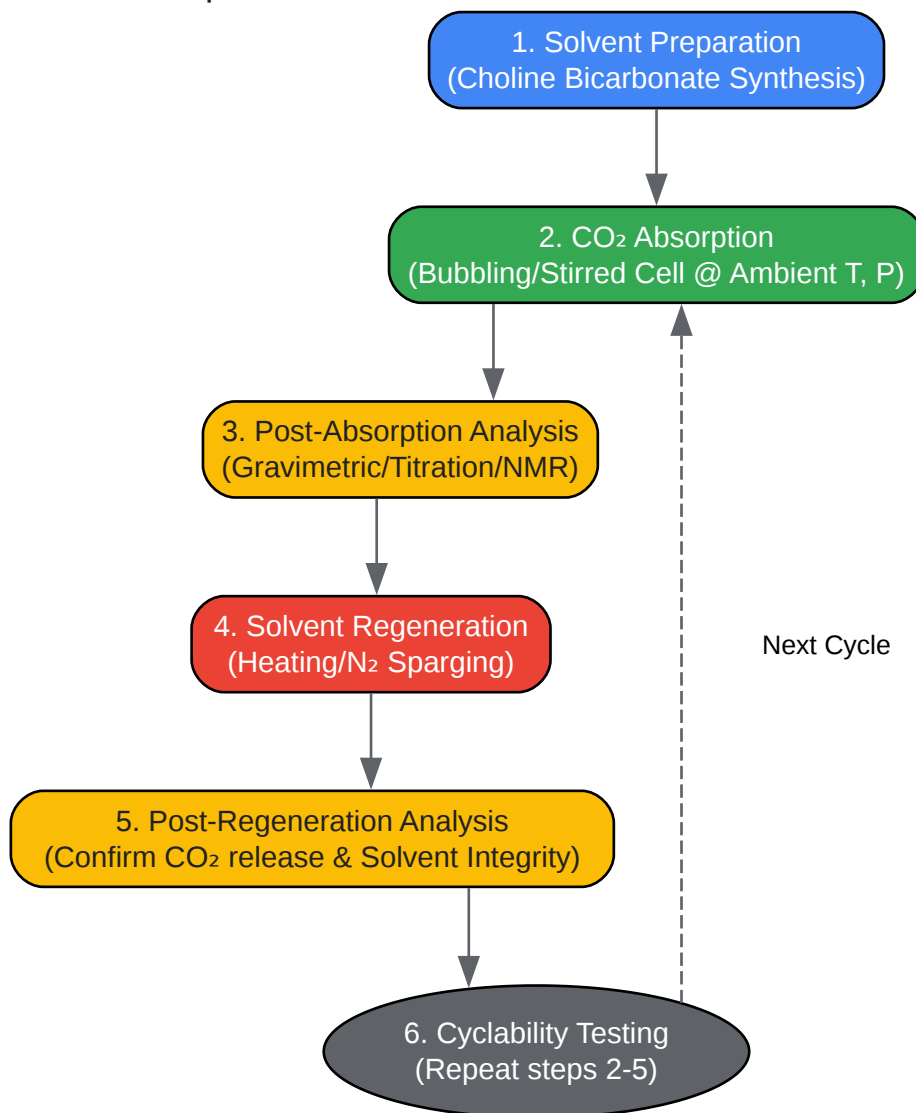 1. Solvent Preparation
(Choline Bicarbonate Synthesis)
2. CO₂ Absorption
(Bubbling/Stirred Cell @ Ambient T, P)
3. Post-Absorption Analysis
(Gravimetric/Titration/NMR)
4. Solvent Regeneration
(Heating/N₂ Sparging)
Next Cycle
5. Post-Regeneration Analysis
(Confirm CO₂ release & Solvent Integrity)
6. Cyclability Testing
(Repeat steps 2-5)